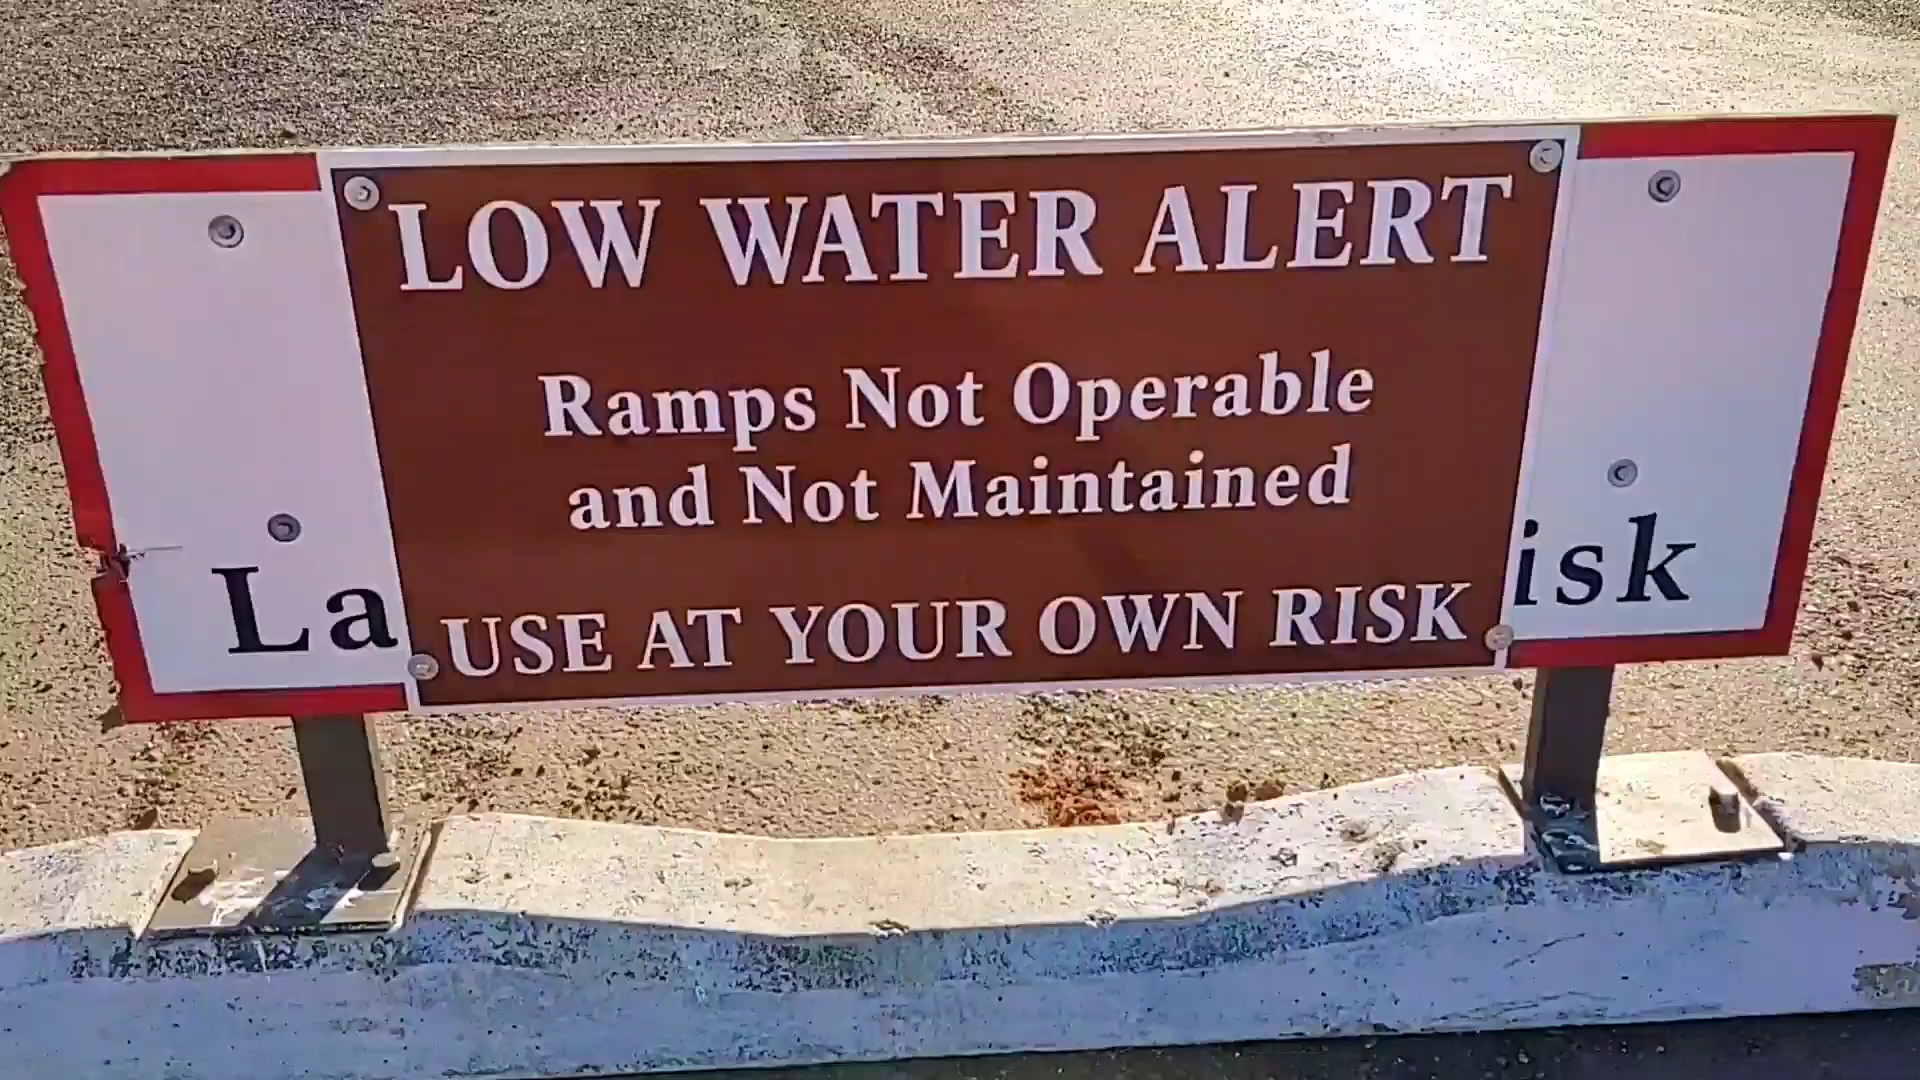 LOW WATER ALERT
Ramps Not Operable
and Not Maintained
La
isk
USE AT YOUR OWN RISK